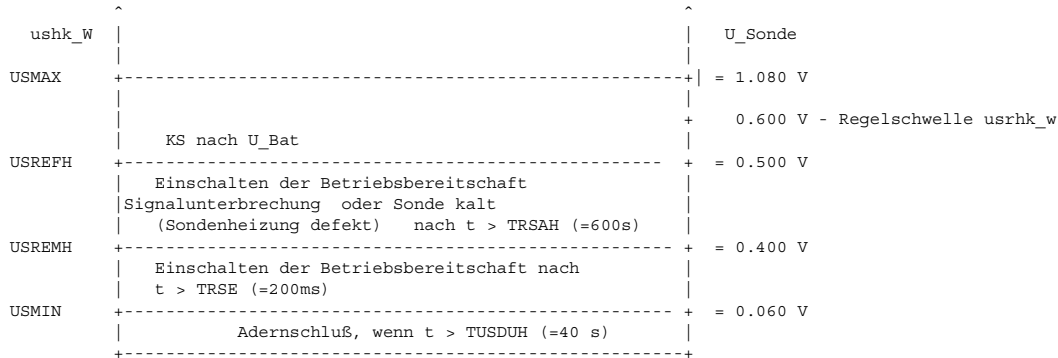 ushk_W U_Sonde
USMAX = 1.080 V
0.600 V - Regelschwelle usrhk_w
KS nach U_Bat
USREFH = 0.500 V
Einschalten der Betriebsbereitschaft
Signalunterbrechung oder Sonde kalt
(Sondenheizung defekt) nach t > TRSAH (=600s)
USREMH = 0.400 V
Einschalten der Betriebsbereitschaft nach
t > TRSE (=200ms)
USMIN = 0.060 V
Adernschluß, wenn t > TUSDUH (=40 s)